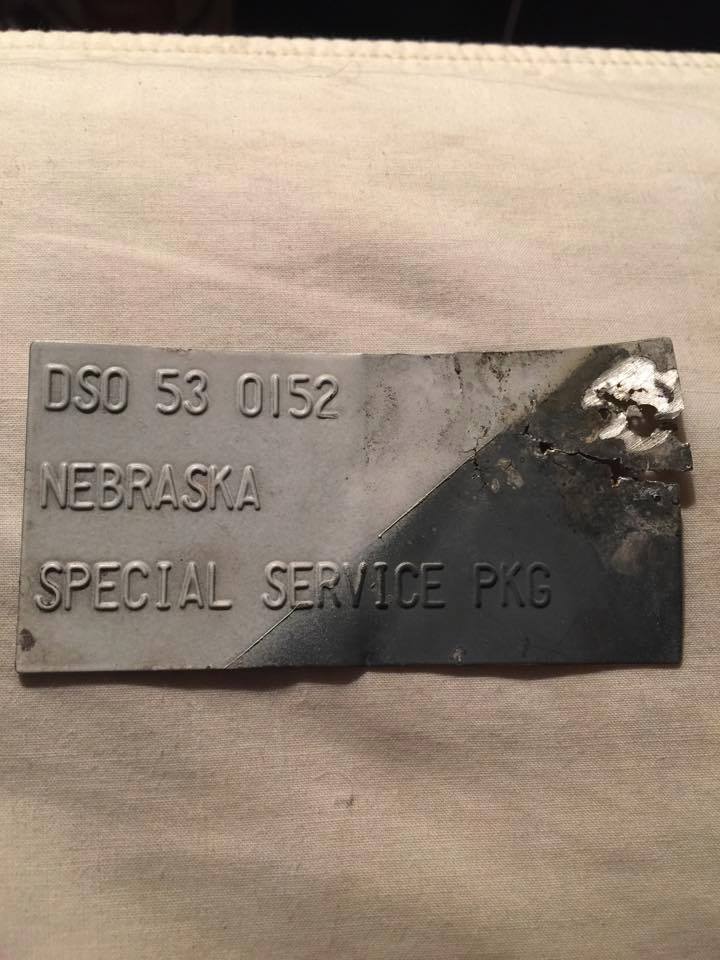 DSO 53 0152
NEBRASKA
SPECIAL SERVICE PKG